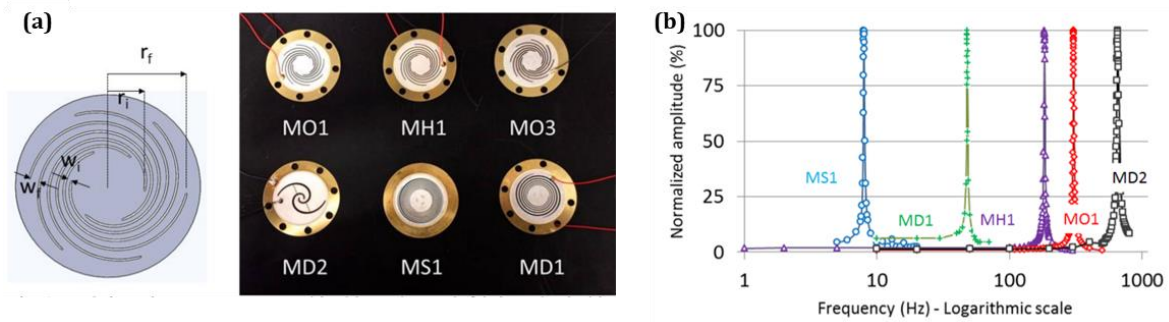 (a)
r_f
r_i
w_i
w_f
MO1 MH1 MO3
MD2 MS1 MD1
(b)
Normalized amplitude (%)
100
75
50
25
0
MS1
MD1
MH1
MO1
MD2
1 10 100 1000
Frequency (Hz) - Logarithmic scale